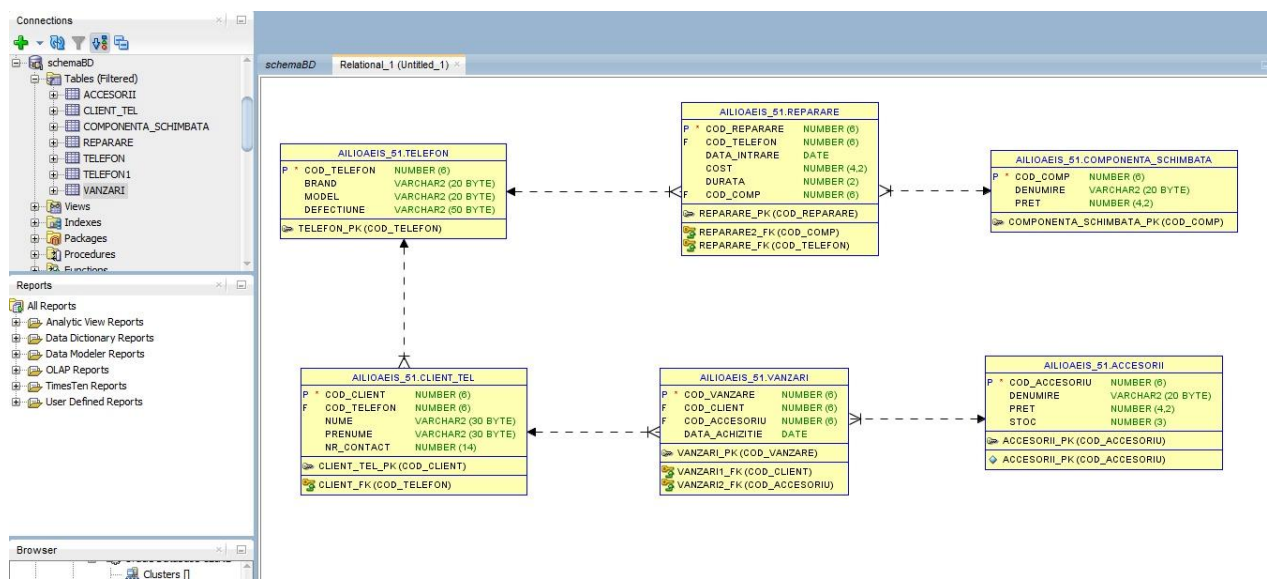 Connections
schemaBD
Tables (Filtered)
ACCESORII
CLIENT_TEL
COMPONENTA_SCHIMBATA
REPARARE
TELEFON
TELEFON1
VANZARI
Views
Indexes
Packages
Procedures
Functions
Reports
All Reports
Analytic View Reports
Data Dictionary Reports
Data Modeler Reports
OLAP Reports
TimesTen Reports
User Defined Reports
Browser
Clusters []
schemaBD
Relational_1 (Untitled_1)
AILIOAEIS_51.TELEFON
P * COD_TELEFON NUMBER (6)
BRAND VARCHAR2 (20 BYTE)
MODEL VARCHAR2 (20 BYTE)
DEFECTIUNE VARCHAR2 (50 BYTE)
TELEFON_PK (COD_TELEFON)
AILIOAEIS_51.REPARARE
P * COD_REPARARE NUMBER (6)
F COD_TELEFON NUMBER (6)
DATA_INTRARE DATE
COST NUMBER (4,2)
DURATA NUMBER (2)
F COD_COMP NUMBER (6)
REPARARE_PK (COD_REPARARE)
REPARARE2_FK (COD_COMP)
REPARARE_FK (COD_TELEFON)
AILIOAEIS_51.COMPONENTA_SCHIMBATA
P * COD_COMP NUMBER (6)
DENUMIRE VARCHAR2 (20 BYTE)
PRET NUMBER (4,2)
COMPONENTA_SCHIMBATA_PK (COD_COMP)
AILIOAEIS_51.CLIENT_TEL
P * COD_CLIENT NUMBER (6)
F COD_TELEFON NUMBER (6)
NUME VARCHAR2 (30 BYTE)
PRENUME VARCHAR2 (30 BYTE)
NR_CONTACT NUMBER (14)
CLIENT_TEL_PK (COD_CLIENT)
CLIENT_FK (COD_TELEFON)
AILIOAEIS_51.VANZARI
P * COD_VANZARE NUMBER (6)
F COD_CLIENT NUMBER (6)
F COD_ACCESORIU NUMBER (6)
DATA_ACHIZITIE DATE
VANZARI_PK (COD_VANZARE)
VANZARI1_FK (COD_CLIENT)
VANZARI2_FK (COD_ACCESORIU)
AILIOAEIS_51.ACCESORII
P * COD_ACCESORIU NUMBER (6)
DENUMIRE VARCHAR2 (20 BYTE)
PRET NUMBER (4,2)
STOC NUMBER (3)
ACCESORII_PK (COD_ACCESORIU)
ACCESORII_PK (COD_ACCESORIU)